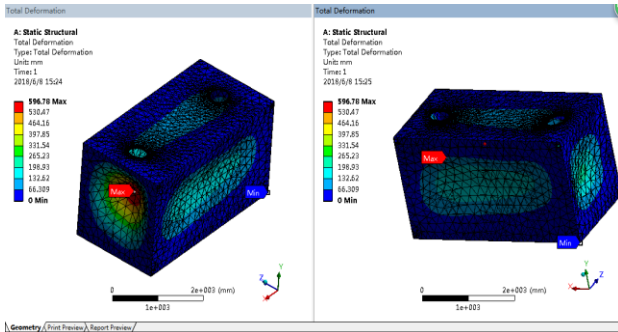 Total Deformation
A: Static Structural
Total Deformation
Type: Total Deformation
Unit: mm
Time: 1
2018/6/8 15:24
596.78 Max
530.47
464.16
397.85
331.54
265.23
198.93
132.62
66.309
0 Min
Max
Min
Z
Y
X
0
2e+003 (mm)
1e+003
Total Deformation
A: Static Structural
Total Deformation
Type: Total Deformation
Unit: mm
Time: 1
2018/6/8 15:25
596.78 Max
530.47
464.16
397.85
331.54
265.23
198.93
132.62
66.309
0 Min
Max
Min
Y
Z
X
0
2e+003 (mm)
1e+003
Geometry Print Preview Report Preview